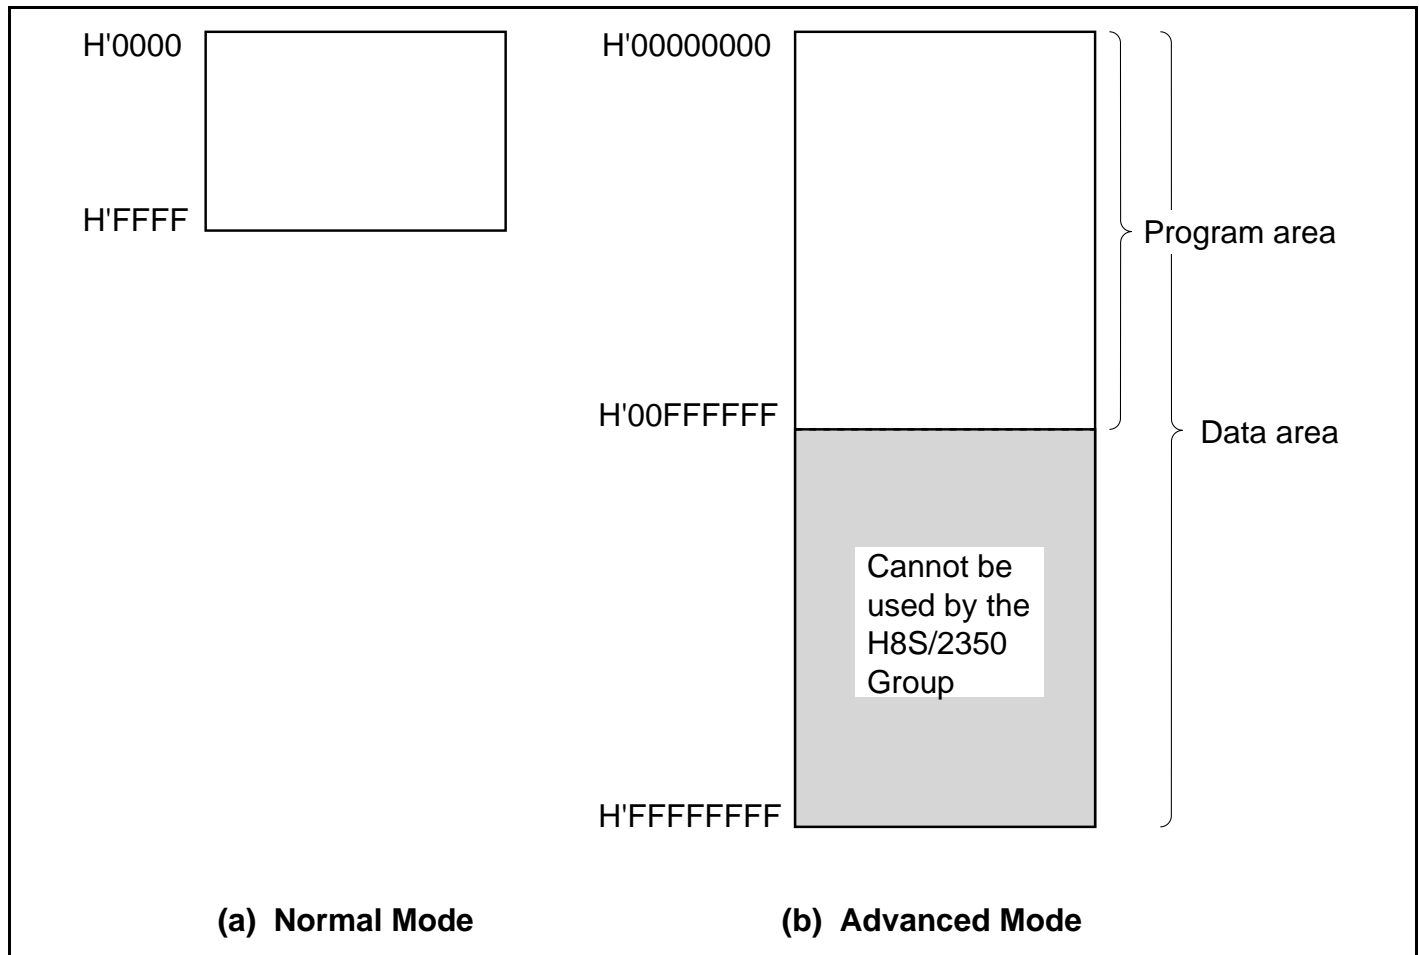 H'0000
H'FFFF
(a) Normal Mode
H'00000000
H'00FFFFFF
H'FFFFFFFF
Cannot be
used by the
H8S/2350
Group
Program area
Data area
(b) Advanced Mode